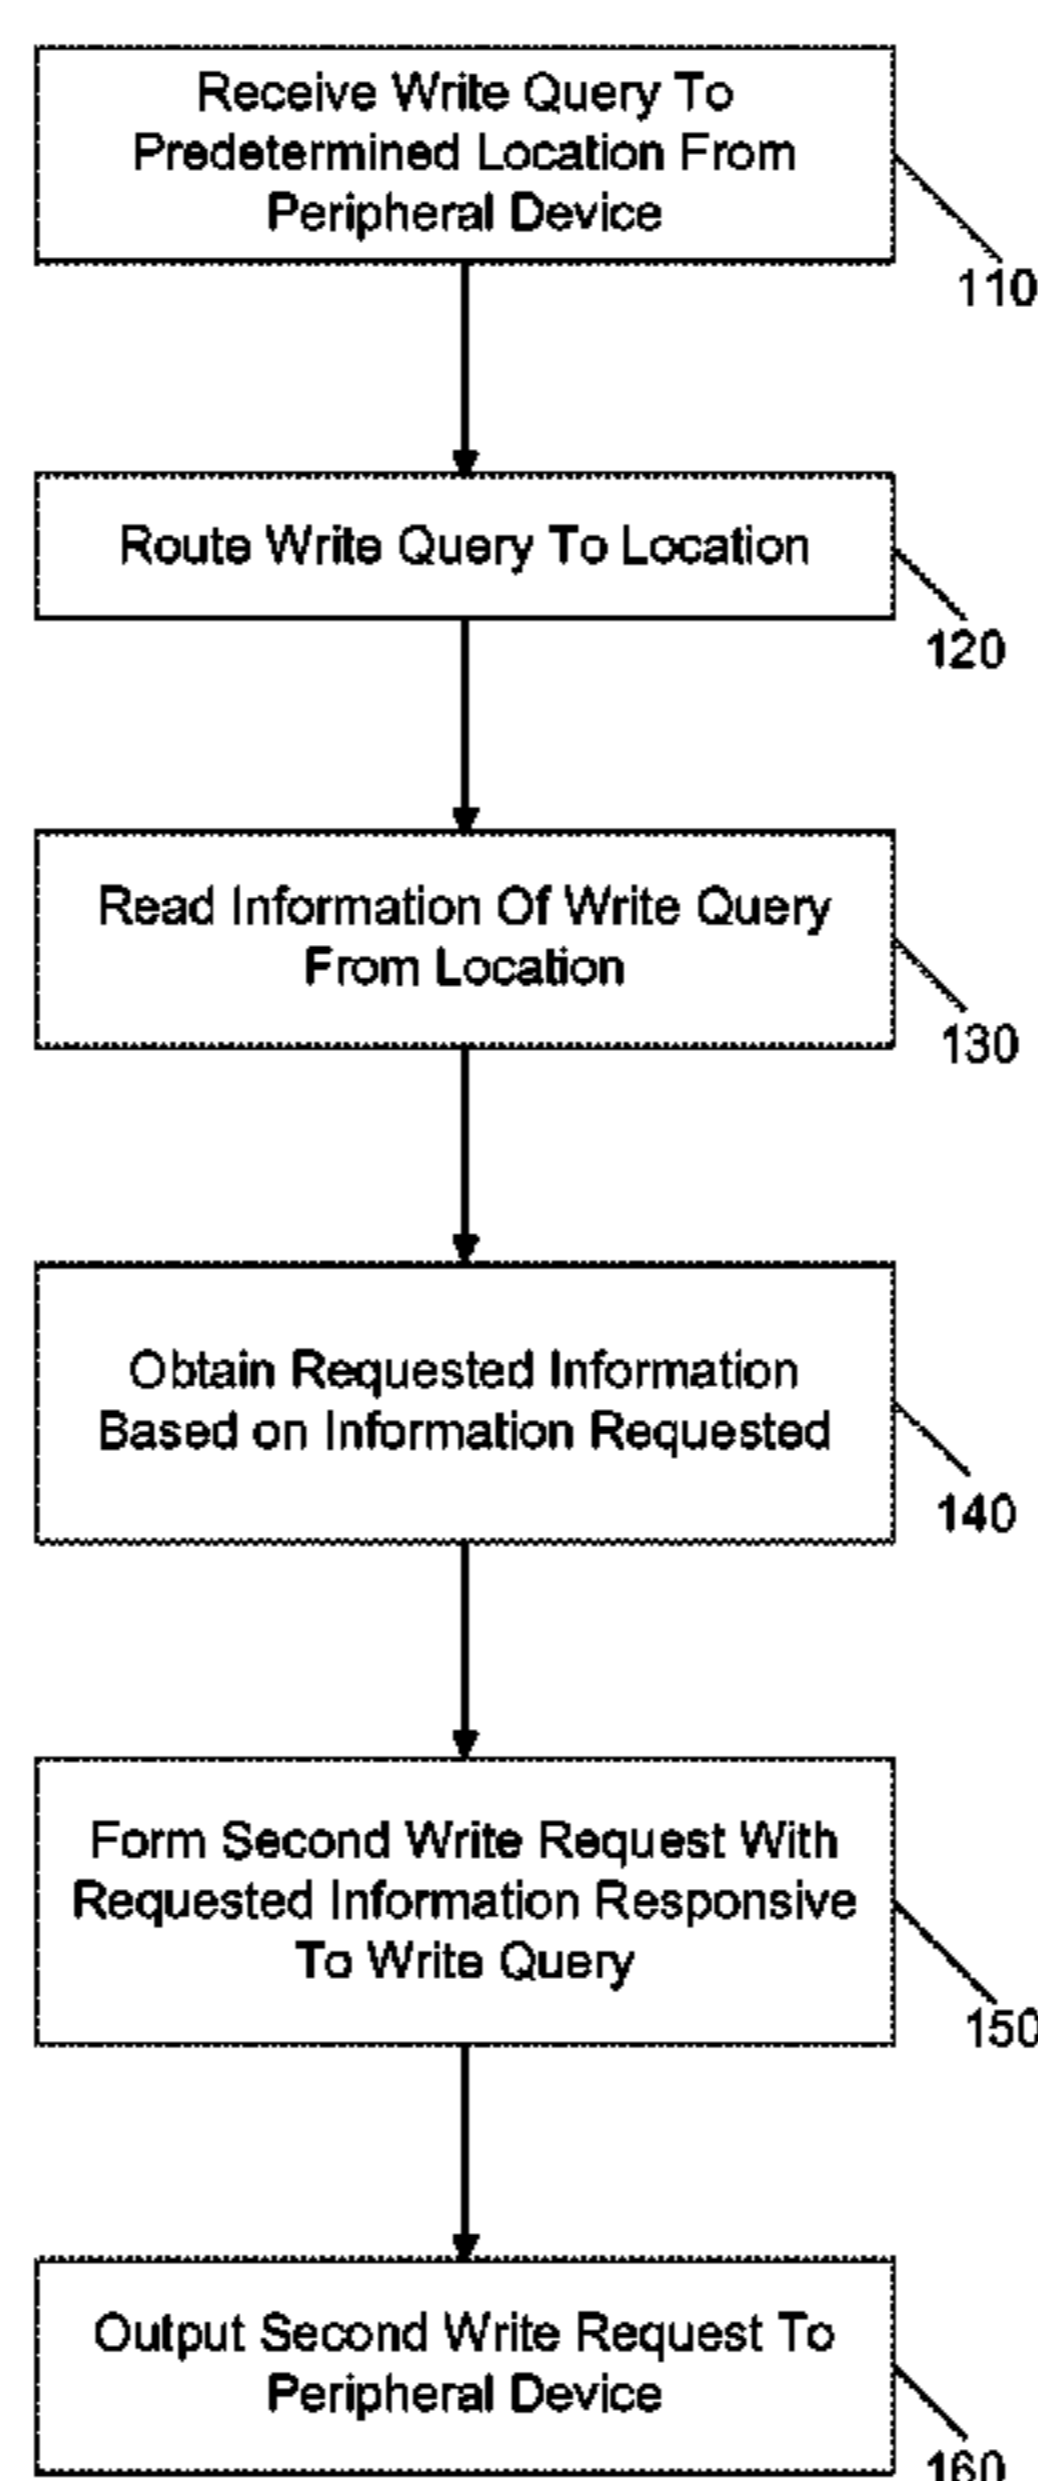 Receive Write Query To
Predetermined Location From
Peripheral Device
110
Route Write Query To Location
120
Read Information Of Write Query
From Location
130
Obtain Requested Information
Based on Information Requested
140
Form Second Write Request With
Requested Information Responsive
To Write Query
150
Output Second Write Request To
Peripheral Device
160